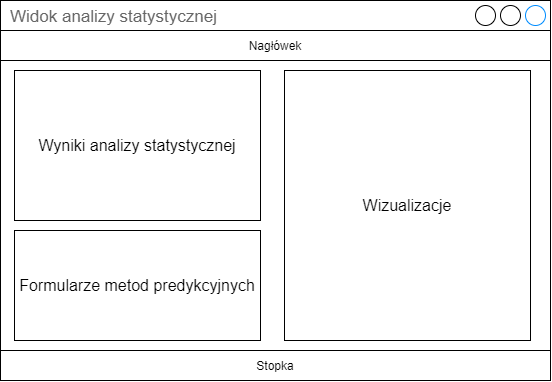 Widok analizy statystycznej
Nagłówek
Wyniki analizy statystycznej
Wizualizacje
Formularze metod predykcyjnych
Stopka